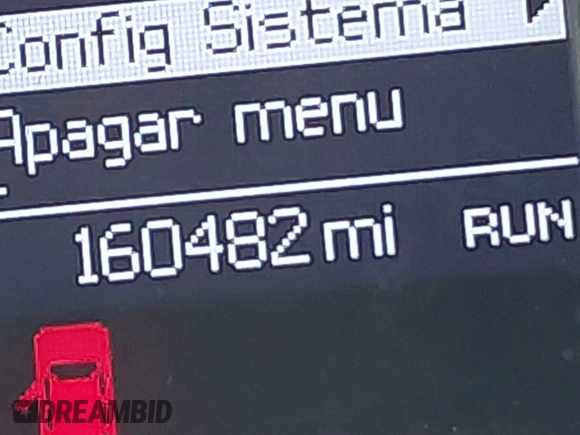 Config Sistema
Apagar menu
160482 mi RUN
DREAMBID